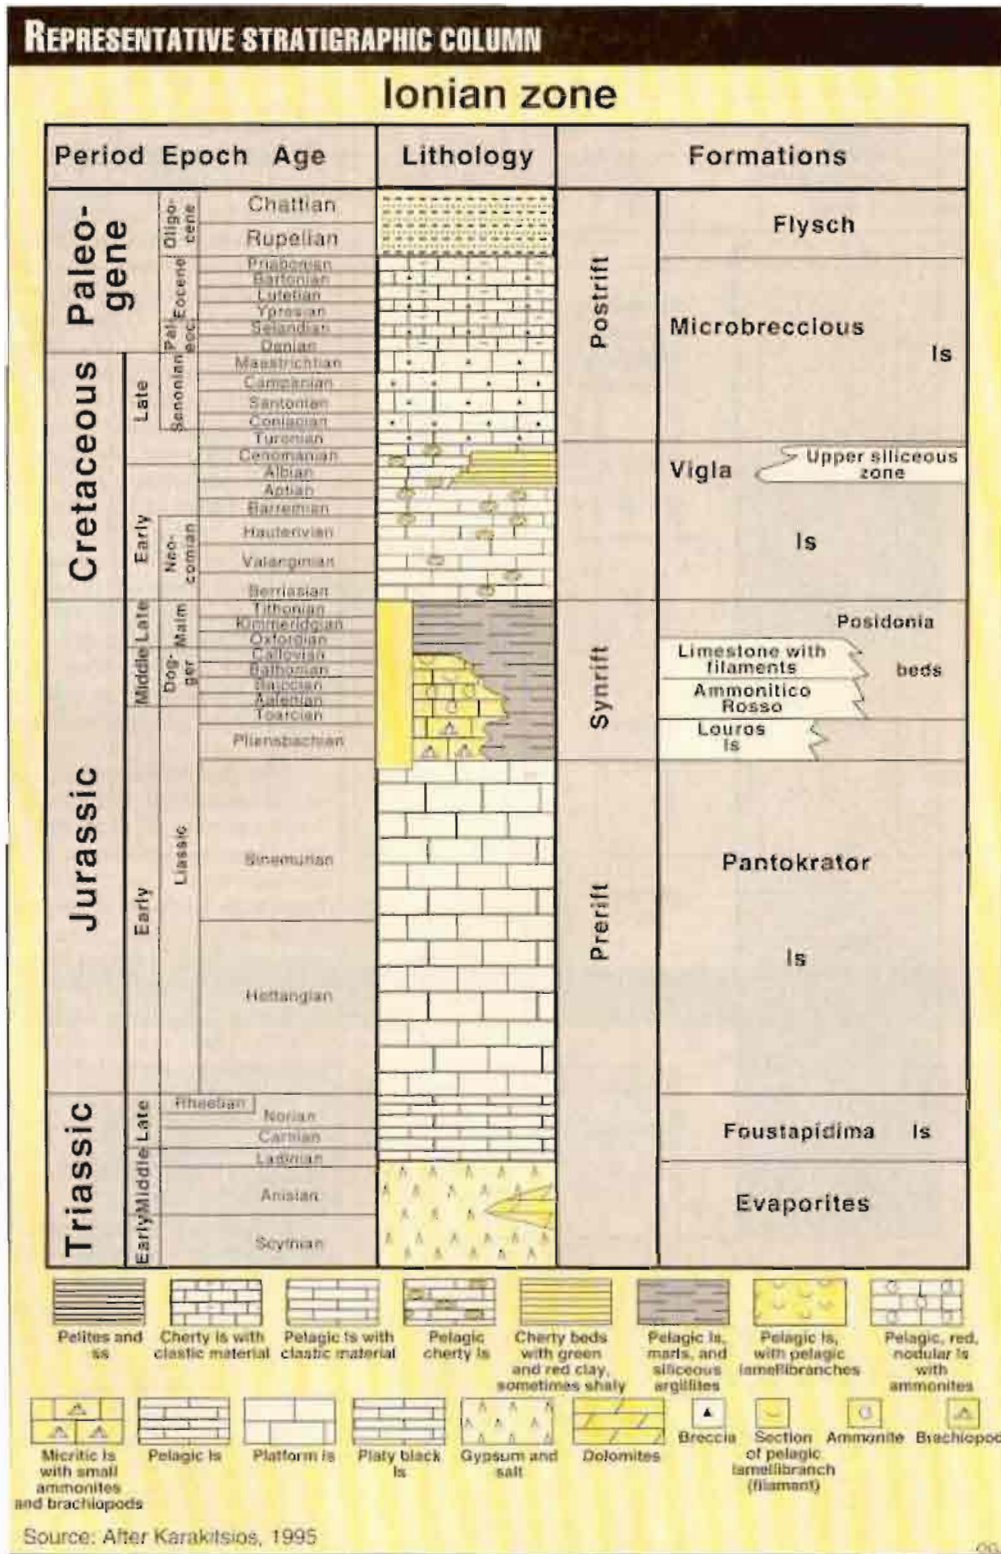 REPRESENTATIVE STRATIGRAPHIC COLUMN
Ionian zone
Period Epoch Age
Lithology
Formations
Paleo-
gene
Oligo-
cene
Chattian
Rupelian
Eocene
Priabonian
Bartonian
Lutetian
Ypresian
Pal-
eoc.
Selandian
Danian
Cretaceous
Late
Senonian
Maastrichtian
Campanian
Santonian
Coniacian
Turonian
Cenomanian
Early
Albian
Aptian
Barremian
Neo-
comian
Hauterivian
Valanginian
Berriasian
Jurassic
Late
Malm
Tithonian
Kimmeridgian
Oxfordian
Middle
Dog-
ger
Callovian
Bathonian
Bajocian
Aalenian
Early
Liassic
Toarcian
Pliensbachian
Sinemurian
Hettangian
Triassic
Late
Rhaetian
Norian
Carnian
Middle
Ladinian
Anisian
Early
Scythian
Postrift
Synrift
Prerift
Flysch
Microbreccious
ls
Vigla
Upper siliceous
zone
ls
Posidonia
beds
Limestone with
filaments
Ammonitico
Rosso
Louros
ls
Pantokrator
ls
Foustapidima ls
Evaporites
Pelites and
ss
Cherty ls with
clastic material
Pelagic ls with
clastic material
Pelagic
cherty ls
Cherty beds
with green
and red clay,
sometimes shaly
Pelagic ls,
marls, and
siliceous
argillites
Pelagic ls,
with pelagic
lamellibranches
Pelagic, red,
nodular ls
with
ammonites
Micritic ls
with small
ammonites
and brachiopods
Pelagic ls
Platform ls
Platy black
ls
Gypsum and
salt
Dolomites
Breccia
Section
of pelagic
lamellibranch
(filament)
Ammonite
Brachiopod
Source: After Karakitsios, 1995